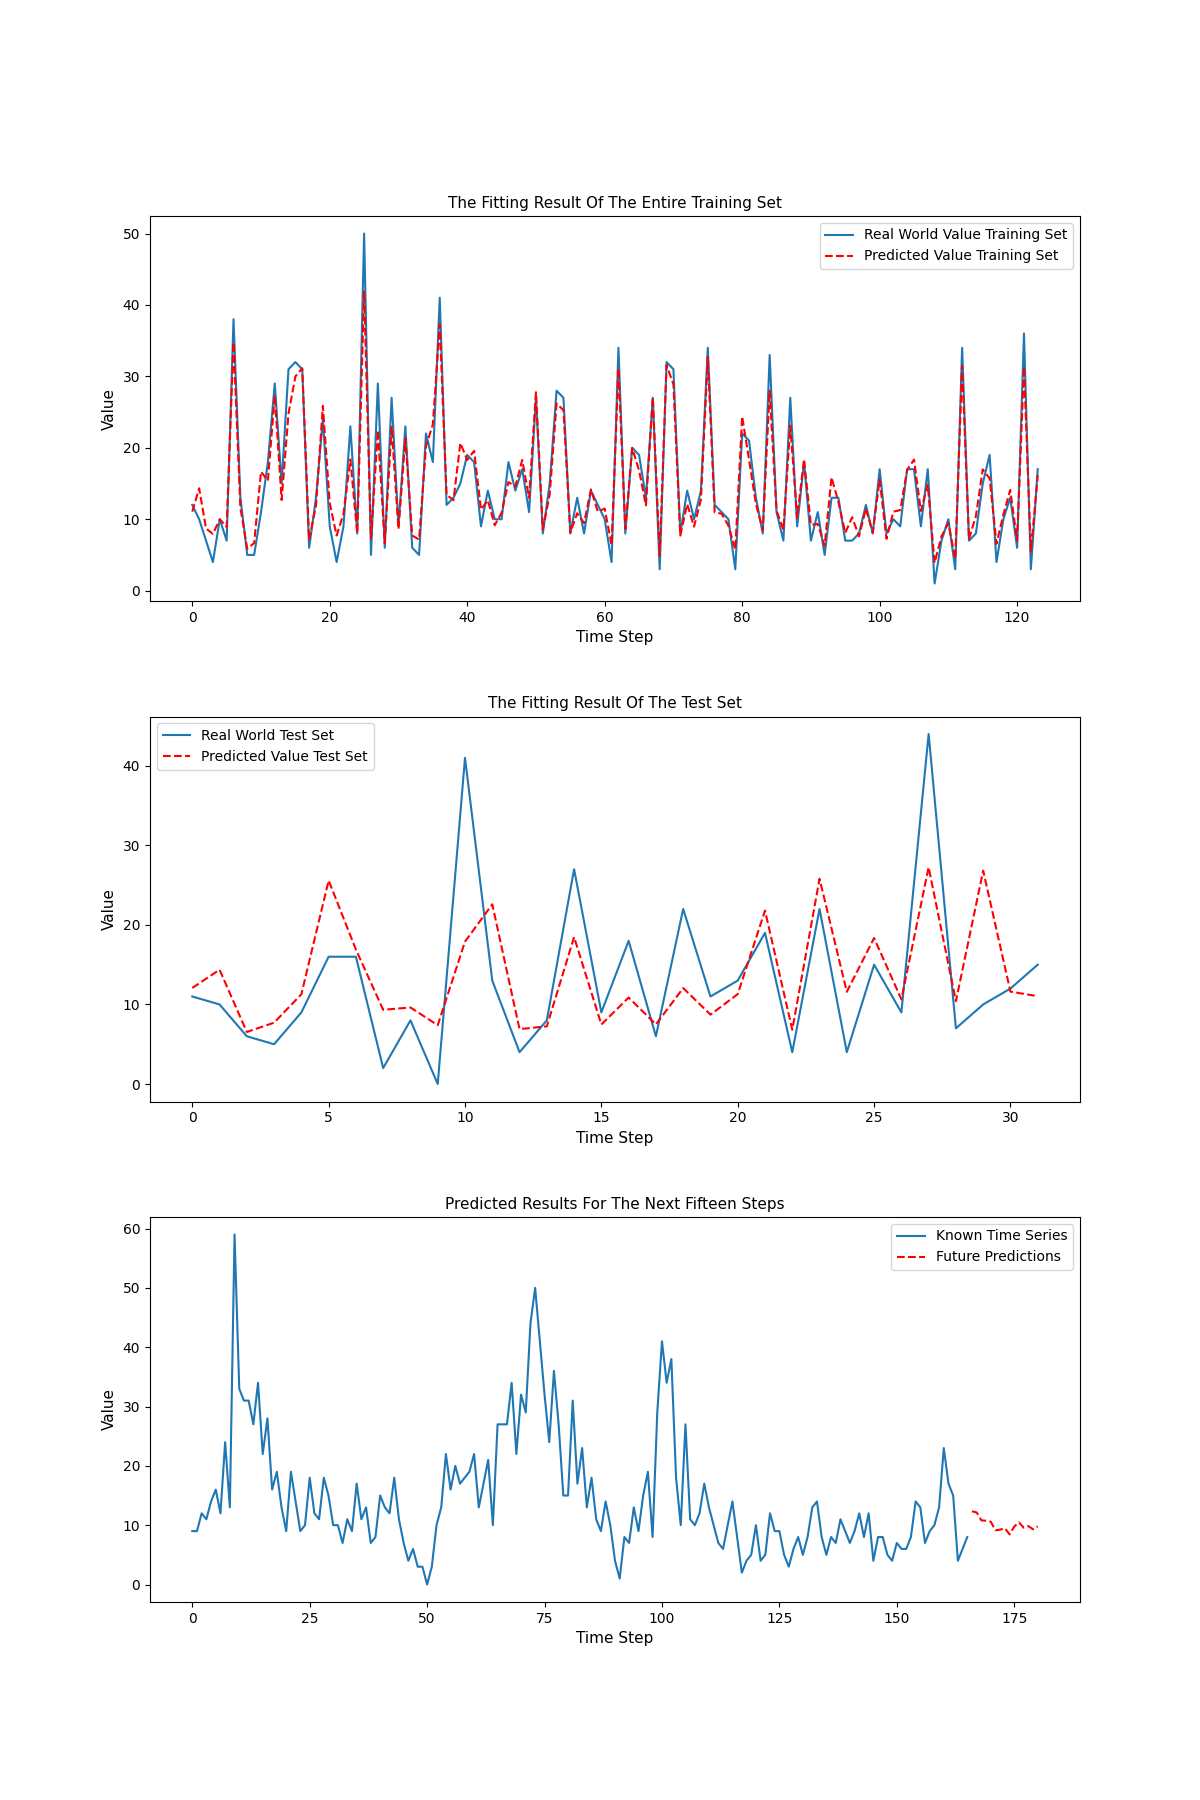 The Fitting Result Of The Entire Training Set
Real World Value Training Set
Predicted Value Training Set
Value
50
40
30
20
10
0
0 20 40 60 80 100 120
Time Step
The Fitting Result Of The Test Set
Real World Test Set
Predicted Value Test Set
Value
40
30
20
10
0
0 5 10 15 20 25 30
Time Step
Predicted Results For The Next Fifteen Steps
Known Time Series
Future Predictions
Value
60
50
40
30
20
10
0
0 25 50 75 100 125 150 175
Time Step